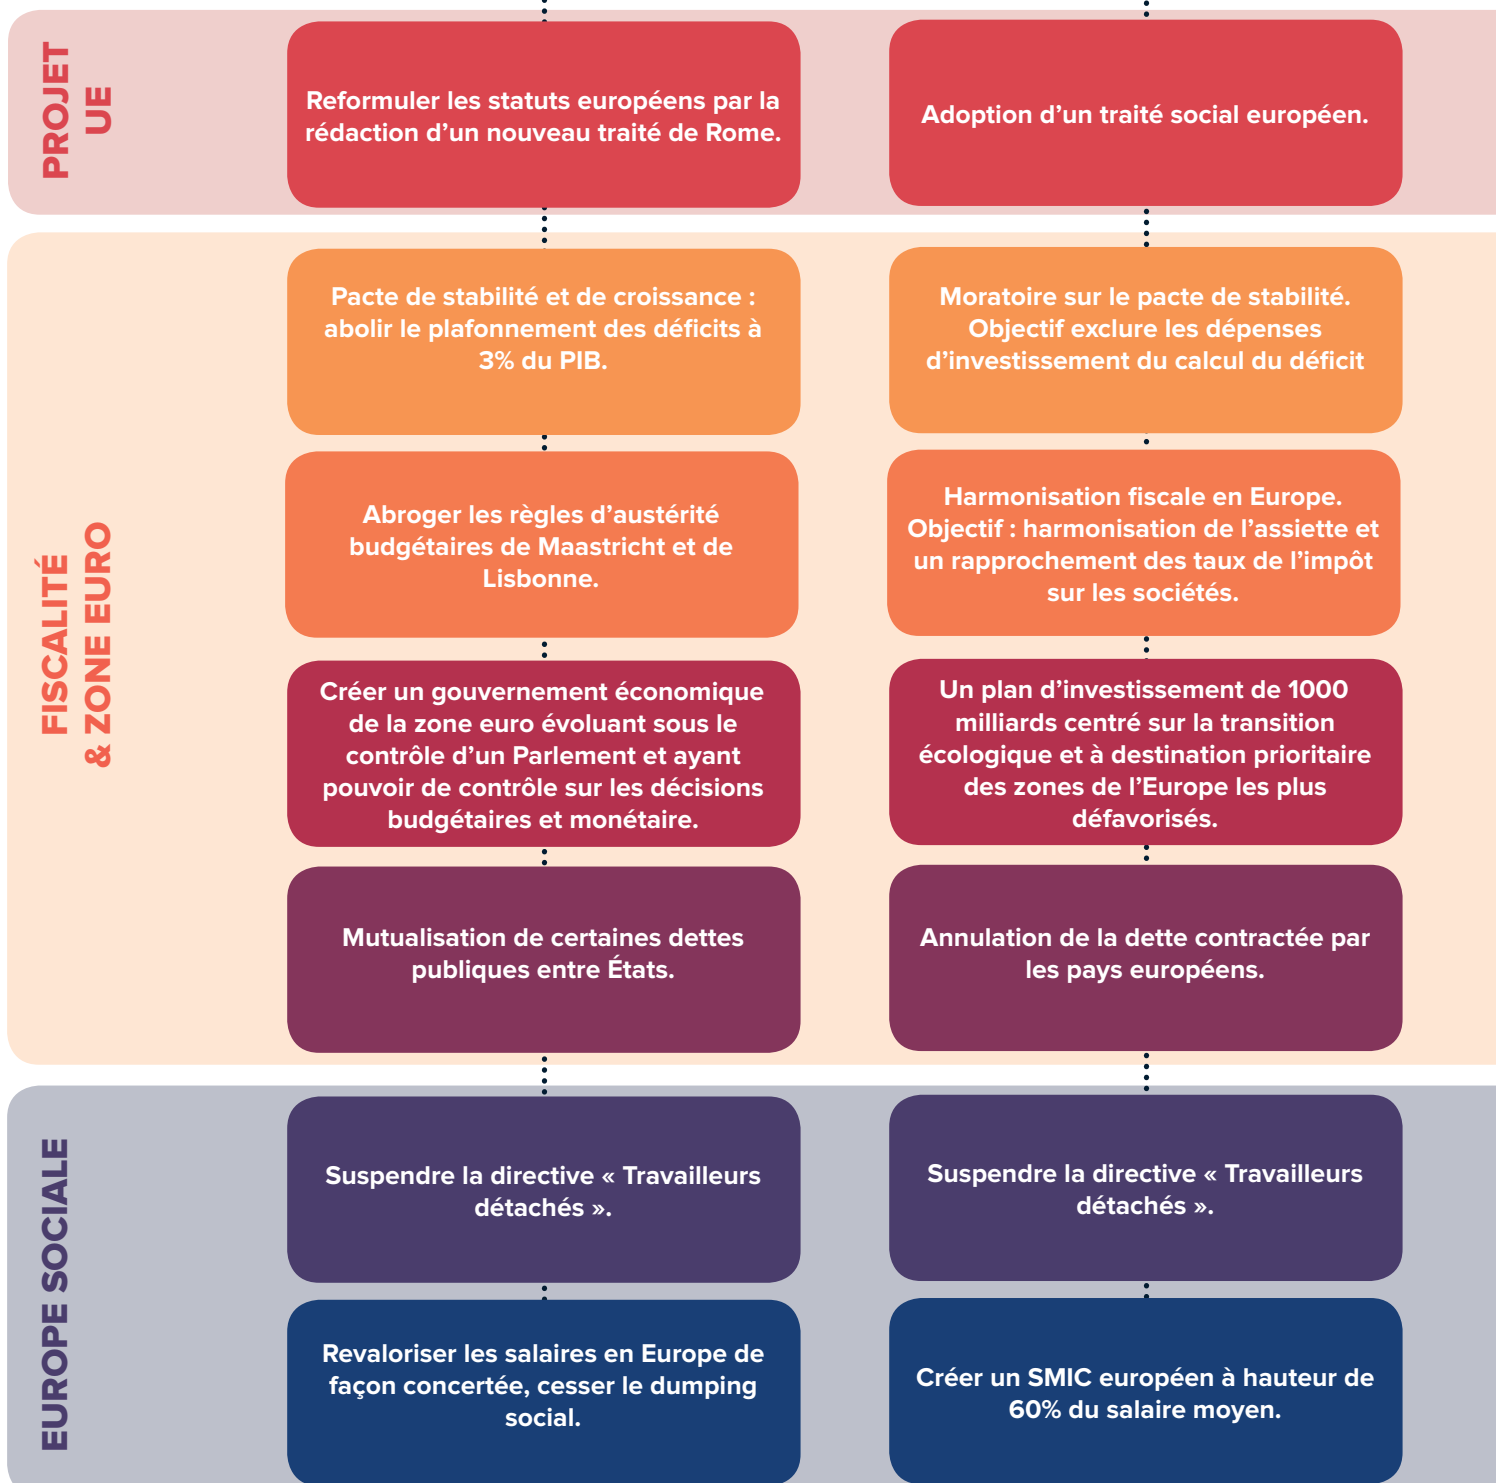 PROJET
UE
Reformuler les statuts européens par la
rédaction d’un nouveau traité de Rome.
Adoption d’un traité social européen.
FISCALITÉ
& ZONE EURO
Pacte de stabilité et de croissance :
abolir le plafonnement des déficits à
3% du PIB.
Moratoire sur le pacte de stabilité.
Objectif exclure les dépenses
d’investissement du calcul du déficit
Abroger les règles d’austérité
budgétaires de Maastricht et de
Lisbonne.
Harmonisation fiscale en Europe.
Objectif : harmonisation de l’assiette et
un rapprochement des taux de l’impôt
sur les sociétés.
Créer un gouvernement économique
de la zone euro évoluant sous le
contrôle d’un Parlement et ayant
pouvoir de contrôle sur les décisions
budgétaires et monétaire.
Un plan d’investissement de 1000
milliards centré sur la transition
écologique et à destination prioritaire
des zones de l’Europe les plus
défavorisés.
Mutualisation de certaines dettes
publiques entre États.
Annulation de la dette contractée par
les pays européens.
EUROPE SOCIALE
Suspendre la directive « Travailleurs
détachés ».
Suspendre la directive « Travailleurs
détachés ».
Revaloriser les salaires en Europe de
façon concertée, cesser le dumping
social.
Créer un SMIC européen à hauteur de
60% du salaire moyen.